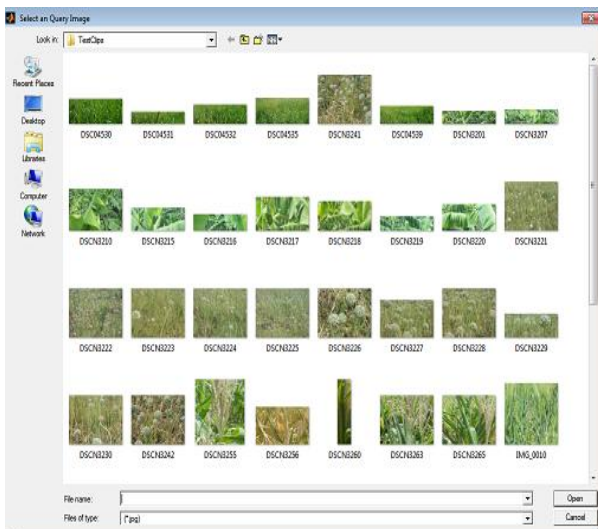 Select an Query Image
Look in: TestClips
Recent Places
Desktop
Libraries
Computer
Network
DSC04530 DSC04531 DSC04532 DSC04535 DSCN3241 DSC04539 DSCN3201 DSCN3207
DSCN3210 DSCN3215 DSCN3216 DSCN3217 DSCN3218 DSCN3219 DSCN3220 DSCN3221
DSCN3222 DSCN3223 DSCN3224 DSCN3225 DSCN3226 DSCN3227 DSCN3228 DSCN3229
DSCN3230 DSCN3242 DSCN3255 DSCN3256 DSCN3260 DSCN3263 DSCN3265 IMG_0010
File name: Open
Files of type: (*.jpg) Cancel